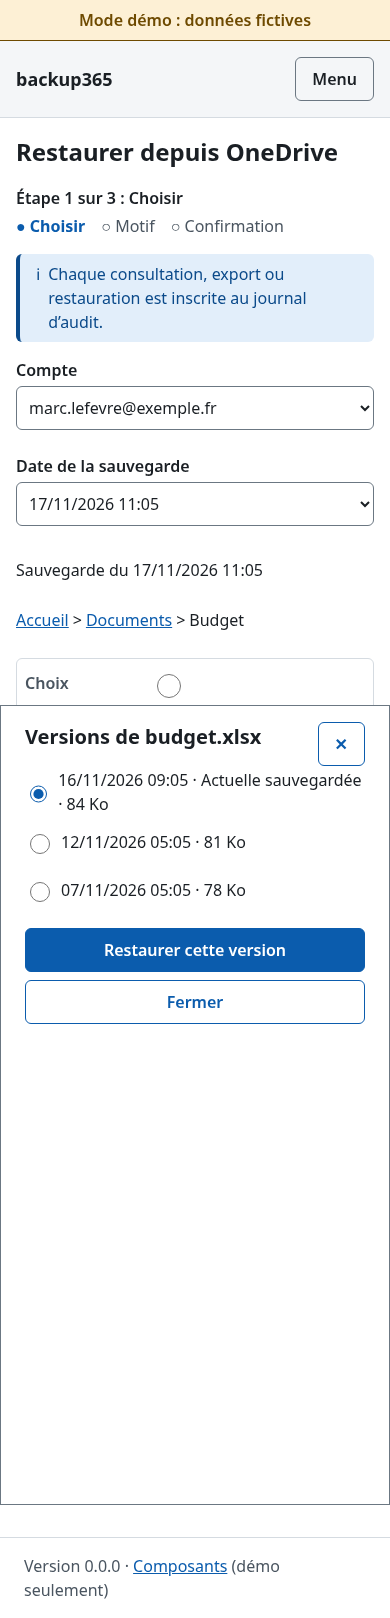 Mode démo : données fictives
backup365
Menu
Restaurer depuis OneDrive
Étape 1 sur 3 : Choisir
● Choisir ○ Motif ○ Confirmation
i Chaque consultation, export ou
restauration est inscrite au journal
d’audit.
Compte
marc.lefevre@exemple.fr
Date de la sauvegarde
17/11/2026 11:05
Sauvegarde du 17/11/2026 11:05
Accueil > Documents > Budget
Choix
Versions de budget.xlsx
×
16/11/2026 09:05 · Actuelle sauvegardée
· 84 Ko
12/11/2026 05:05 · 81 Ko
07/11/2026 05:05 · 78 Ko
Restaurer cette version
Fermer
Version 0.0.0 · Composants (démo
seulement)